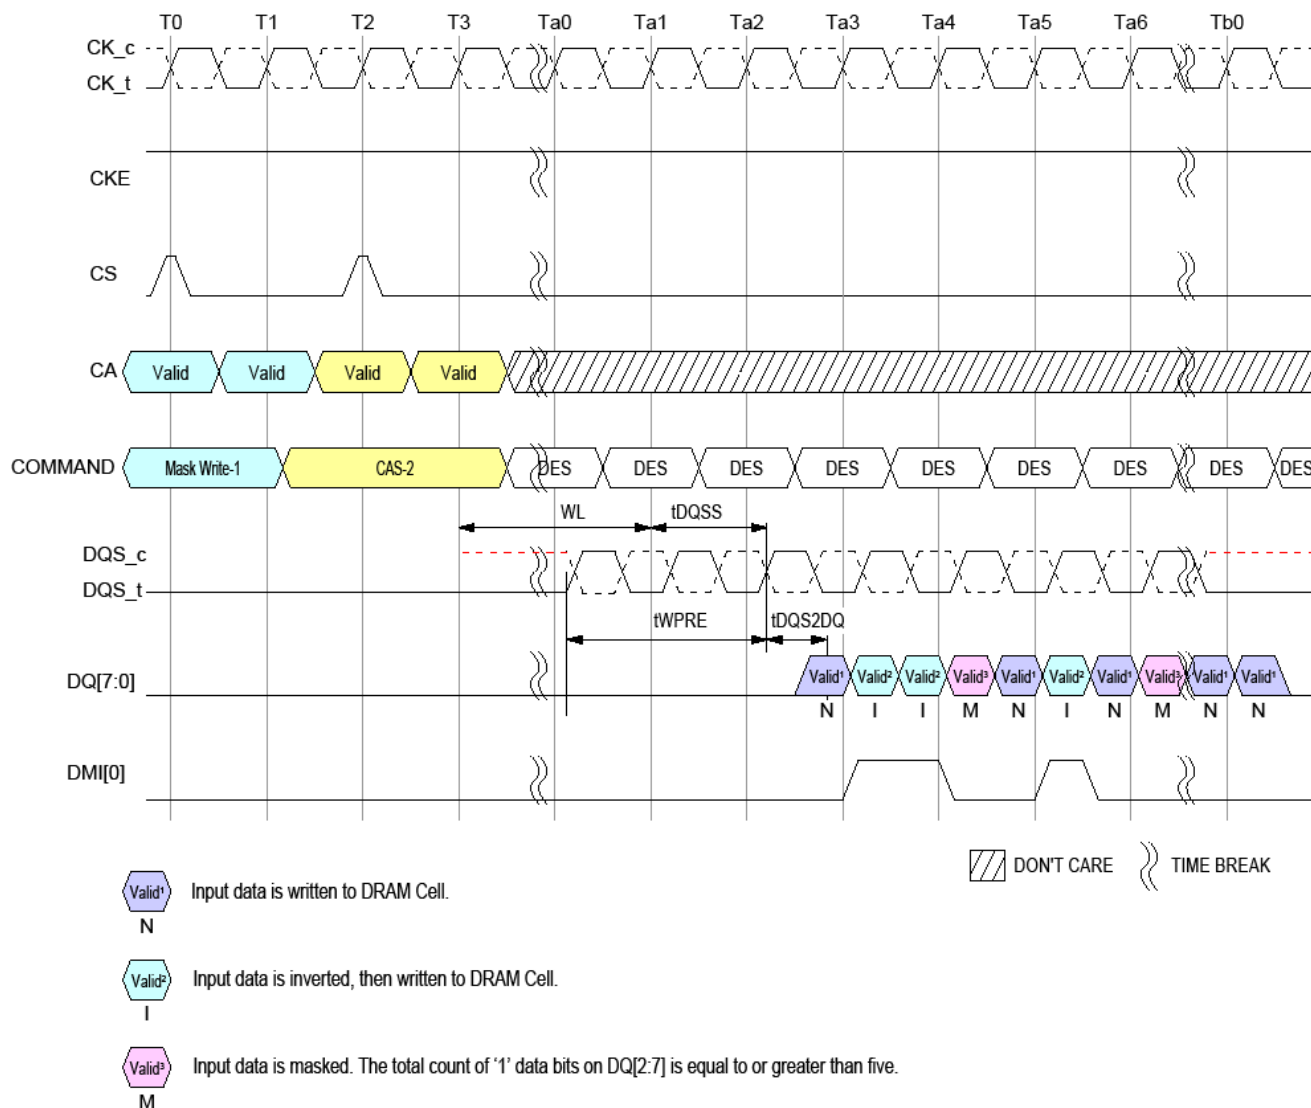 T0 T1 T2 T3 Ta0 Ta1 Ta2 Ta3 Ta4 Ta5 Ta6 Tb0
CK_c
CK_t
CKE
CS
CA Valid Valid Valid Valid
COMMAND Mask Write-1 CAS-2 DES DES DES DES DES DES DES DES DES
WL tDQSS
DQS_c
DQS_t
tWPRE tDQS2DQ
DQ[7:0] Valid¹ Valid² Valid² Valid³ Valid¹ Valid² Valid¹ Valid³ Valid¹ Valid¹
N I I M N I N M N N
DMI[0]
DON'T CARE TIME BREAK
Valid¹ Input data is written to DRAM Cell.
N
Valid² Input data is inverted, then written to DRAM Cell.
I
Valid³ Input data is masked. The total count of ‘1’ data bits on DQ[2:7] is equal to or greater than five.
M